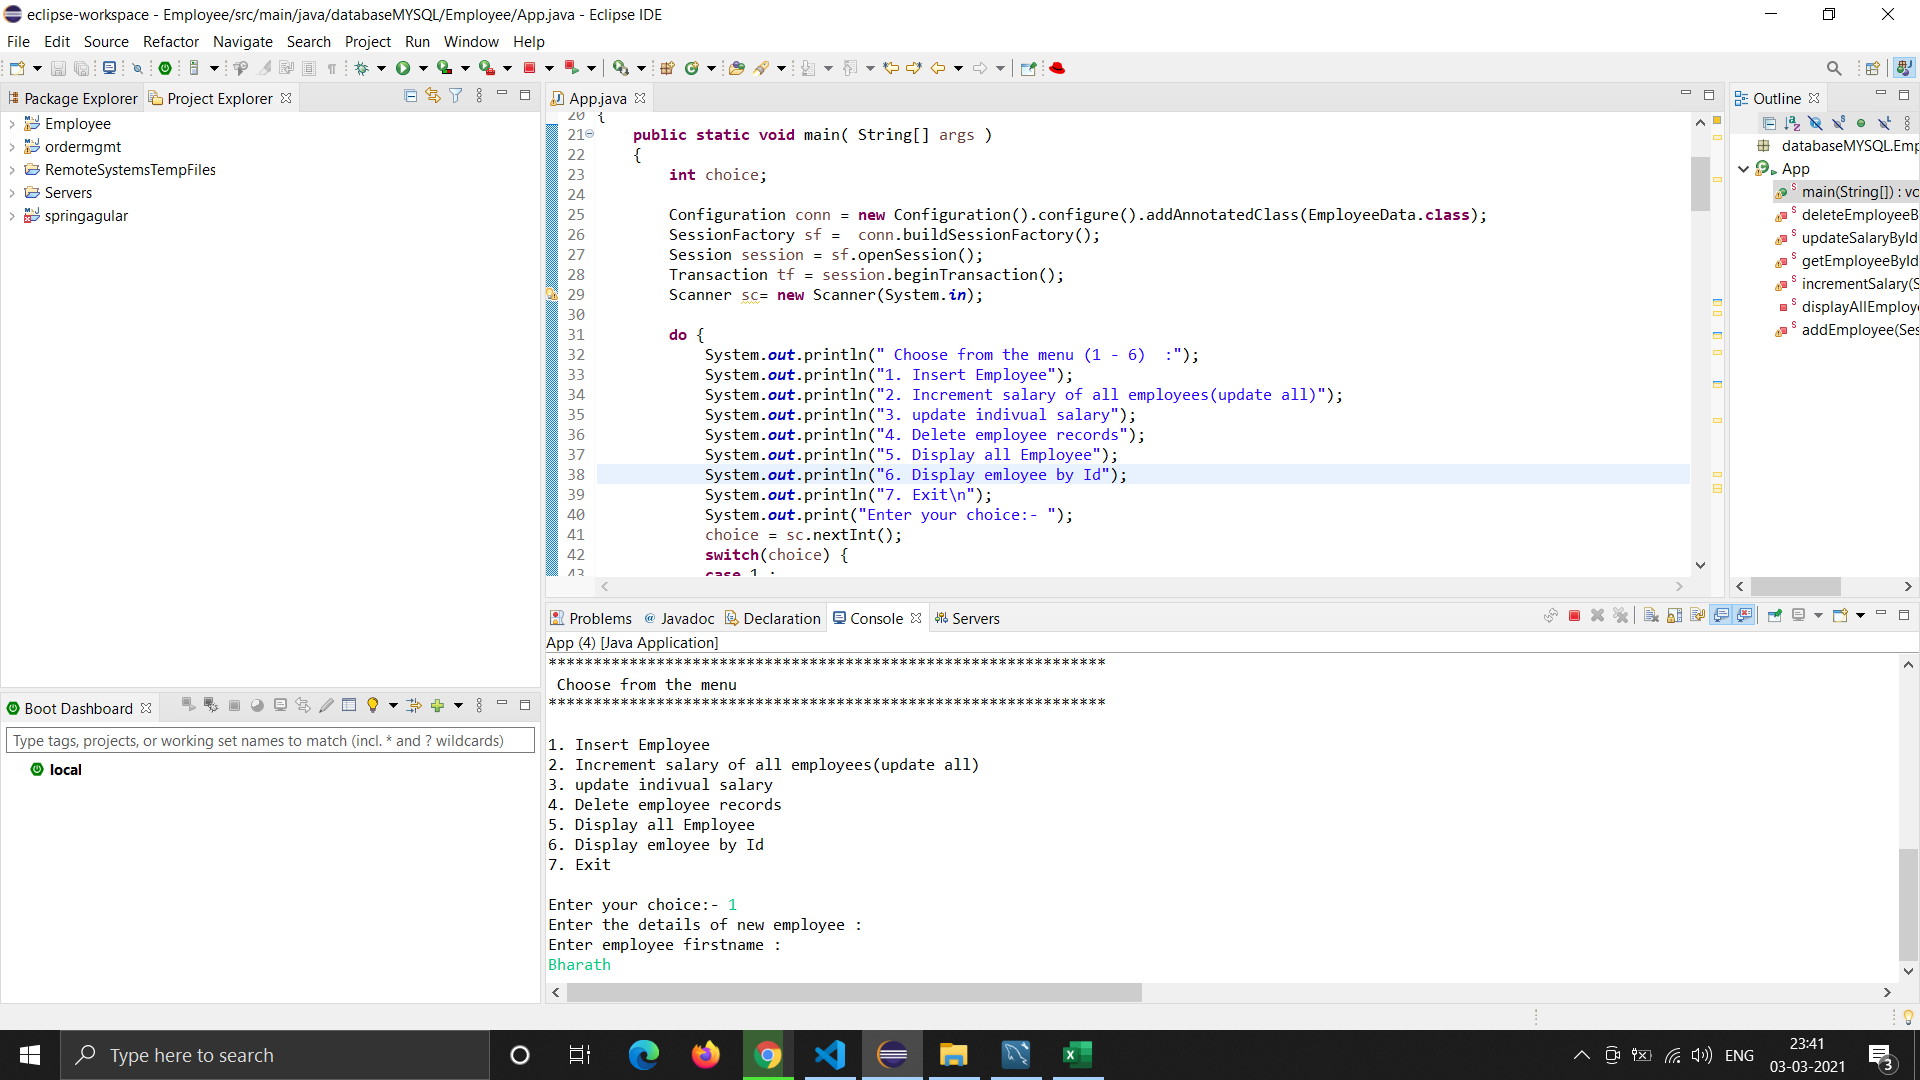 eclipse-workspace - Employee/src/main/java/databaseMYSQL/Employee/App.java - Eclipse IDE
File Edit Source Refactor Navigate Search Project Run Window Help
Package Explorer Project Explorer
Employee
ordermgmt
RemoteSystemsTempFiles
Servers
springagular
App.java
20 {
21 public static void main( String[] args )
22 {
23 int choice;
24
25 Configuration conn = new Configuration().configure().addAnnotatedClass(EmployeeData.class);
26 SessionFactory sf =  conn.buildSessionFactory();
27 Session session = sf.openSession();
28 Transaction tf = session.beginTransaction();
29 Scanner sc= new Scanner(System.in);
30
31 do {
32 System.out.println(" Choose from the menu (1 - 6)  :");
33 System.out.println("1. Insert Employee");
34 System.out.println("2. Increment salary of all employees(update all)");
35 System.out.println("3. update indivual salary");
36 System.out.println("4. Delete employee records");
37 System.out.println("5. Display all Employee");
38 System.out.println("6. Display emloyee by Id");
39 System.out.println("7. Exit\n");
40 System.out.print("Enter your choice:- ");
41 choice = sc.nextInt();
42 switch(choice) {
43 case 1 :
Outline
databaseMYSQL.Emp
App
main(String[]) : vo
deleteEmployeeB
updateSalaryById
getEmployeeById
incrementSalary(S
displayAllEmploy
addEmployee(Ses
Boot Dashboard
Type tags, projects, or working set names to match (incl. * and ? wildcards)
local
Problems Javadoc Declaration Console Servers
App (4) [Java Application]
**************************************************************
Choose from the menu
**************************************************************
1. Insert Employee
2. Increment salary of all employees(update all)
3. update indivual salary
4. Delete employee records
5. Display all Employee
6. Display emloyee by Id
7. Exit
Enter your choice:- 1
Enter the details of new employee :
Enter employee firstname :
Bharath
Type here to search
ENG
23:41
03-03-2021
3